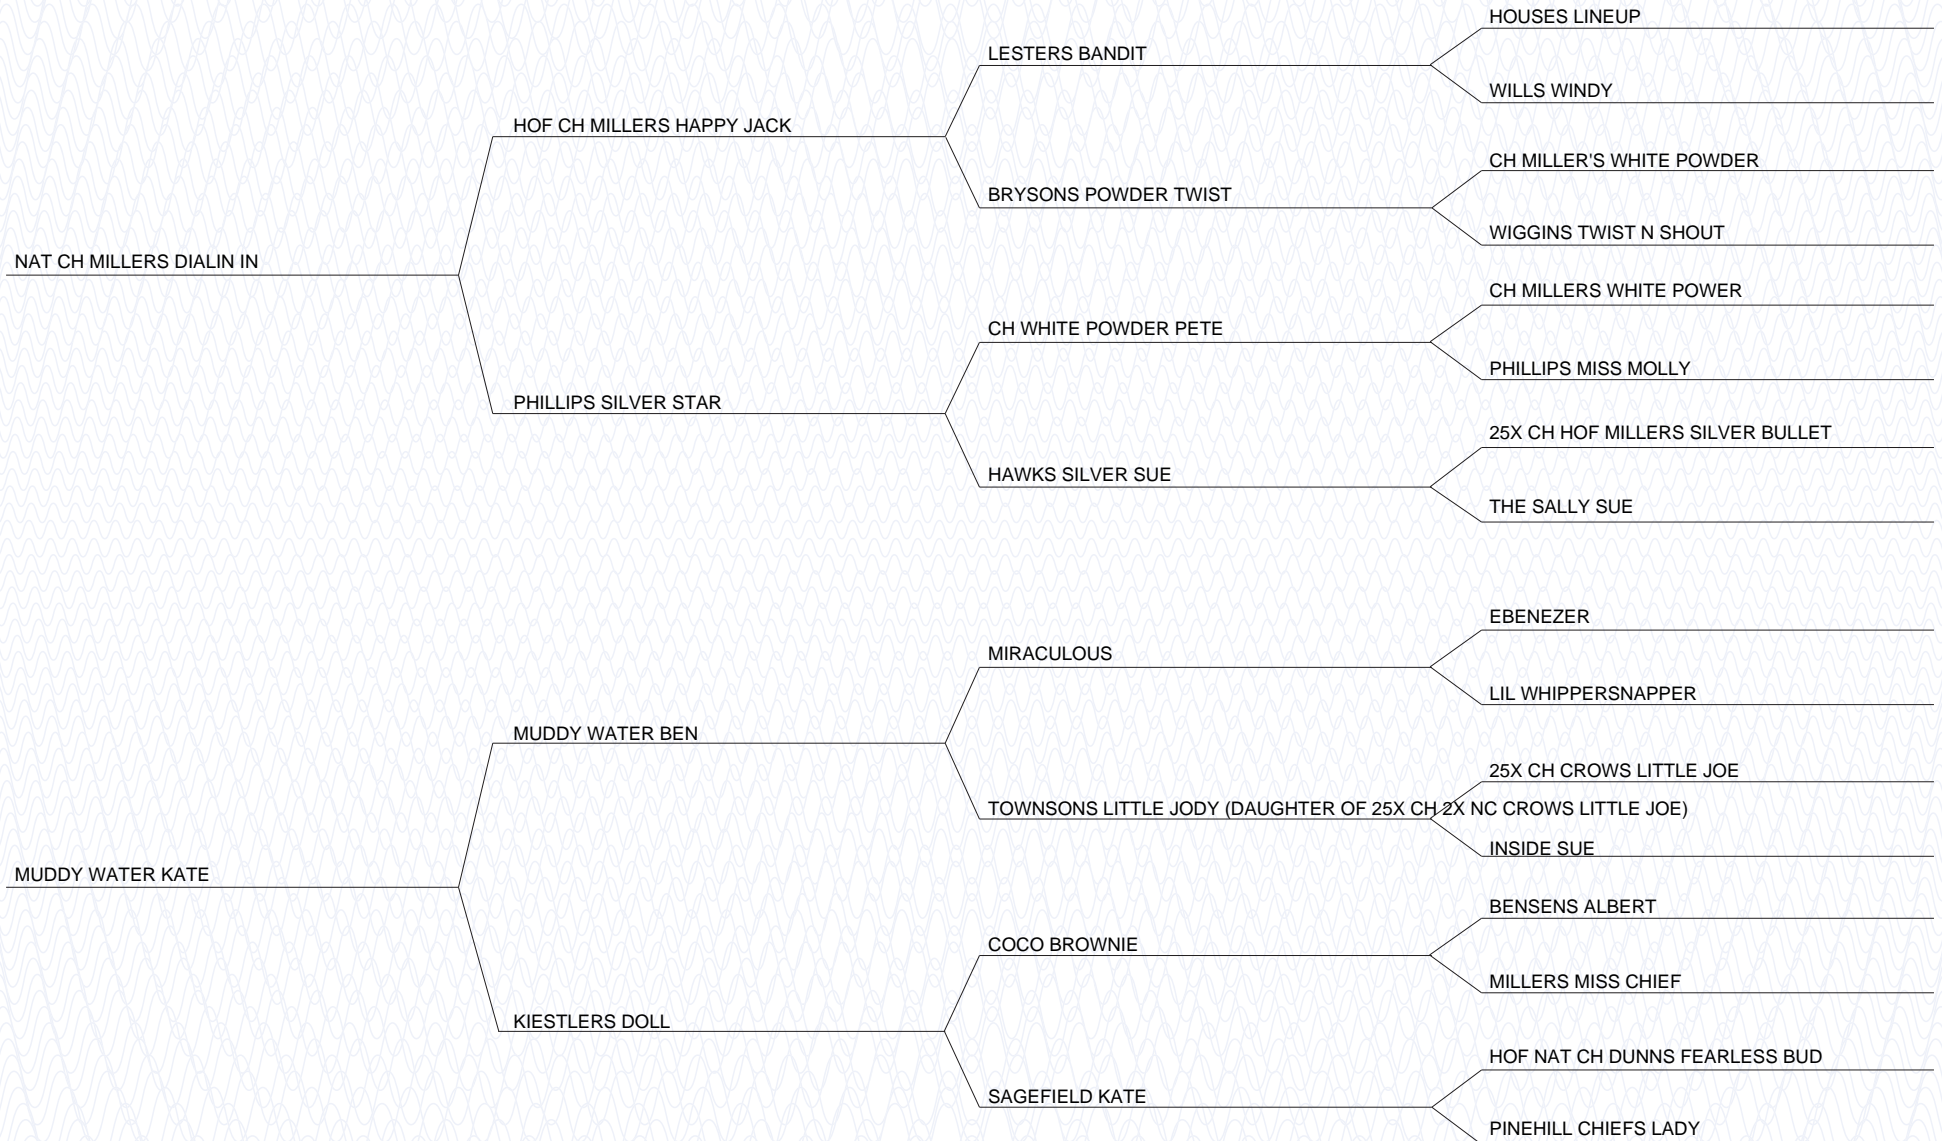 HOUSES LINEUP
LESTERS BANDIT
WILLS WINDY
HOF CH MILLERS HAPPY JACK
CH MILLER'S WHITE POWDER
BRYSONS POWDER TWIST
WIGGINS TWIST N SHOUT
NAT CH MILLERS DIALIN IN
CH MILLERS WHITE POWER
CH WHITE POWDER PETE
PHILLIPS MISS MOLLY
PHILLIPS SILVER STAR
25X CH HOF MILLERS SILVER BULLET
HAWKS SILVER SUE
THE SALLY SUE
EBENEZER
MIRACULOUS
LIL WHIPPERSNAPPER
MUDDY WATER BEN
25X CH CROWS LITTLE JOE
TOWNSONS LITTLE JODY (DAUGHTER OF 25X CH 2X NC CROWS LITTLE JOE)
INSIDE SUE
MUDDY WATER KATE
BENSENS ALBERT
COCO BROWNIE
MILLERS MISS CHIEF
KIESTLERS DOLL
HOF NAT CH DUNNS FEARLESS BUD
SAGEFIELD KATE
PINEHILL CHIEFS LADY